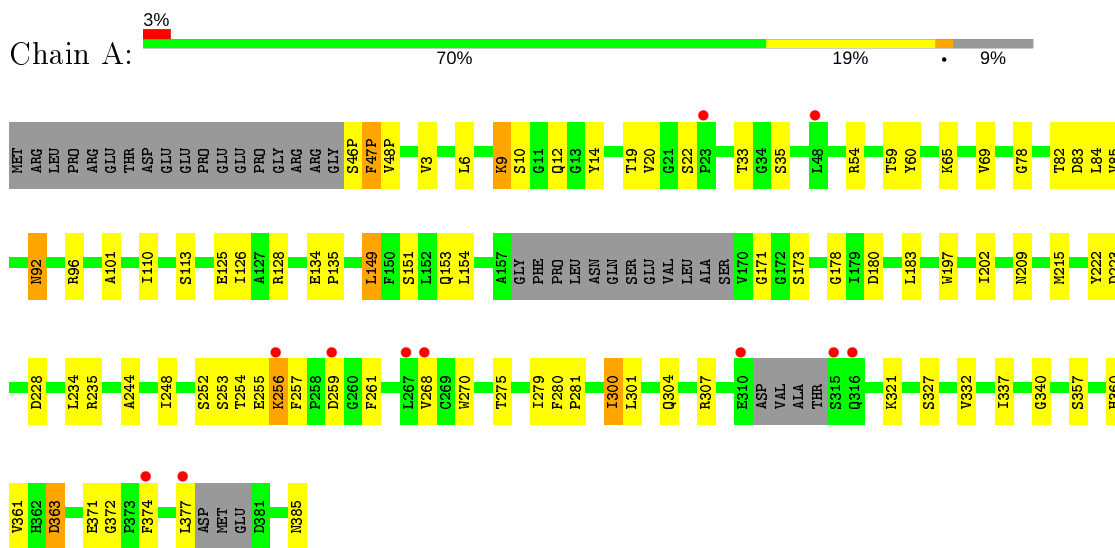 3%
Chain A:
70% 19% • 9%
MET ARG LEU PRO ARG GLU THR ASP GLU GLU PRO GLU GLU PRO GLY ARG ARG GLY S46P F47P V48P V3 L6 K9 S10 G11 Q12 G13 Y14 T19 V20 G21 S22 P23 T33 G34 S35 L48 R54 T59 Y60 K65 V69 G78 T82 D83 L84 V85
N92 R96 A101 I110 S113 E125 I126 A127 R128 E134 P135 L149 F150 S151 L152 Q153 L154 A157 GLY PHE PRO LEU ASN GLN SER GLU VAL LEU ALA SER V170 G171 G172 S173 G178 I179 D180 L183 W197 I202 N209 M215 Y222 D223
D228 L234 R235 A244 I248 S252 S253 T254 E255 K256 F257 P258 D259 G260 F261 L267 V268 C269 W270 T275 I279 F280 P281 I300 L301 Q304 R307 E310 ASP VAL ALA THR S315 Q316 K321 S327 V332 I337 G340 S357 H360
V361 H362 D363 E371 G372 P373 F374 L377 ASP MET GLU D381 N385